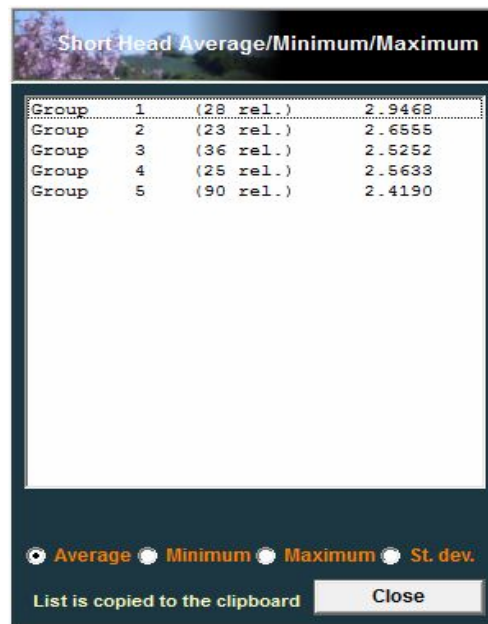 Short Head Average/Minimum/Maximum
Group 1 (28 rel.) 2.9468
Group 2 (23 rel.) 2.6555
Group 3 (36 rel.) 2.5252
Group 4 (25 rel.) 2.5633
Group 5 (90 rel.) 2.4190
Average Minimum Maximum St. dev.
List is copied to the clipboard Close